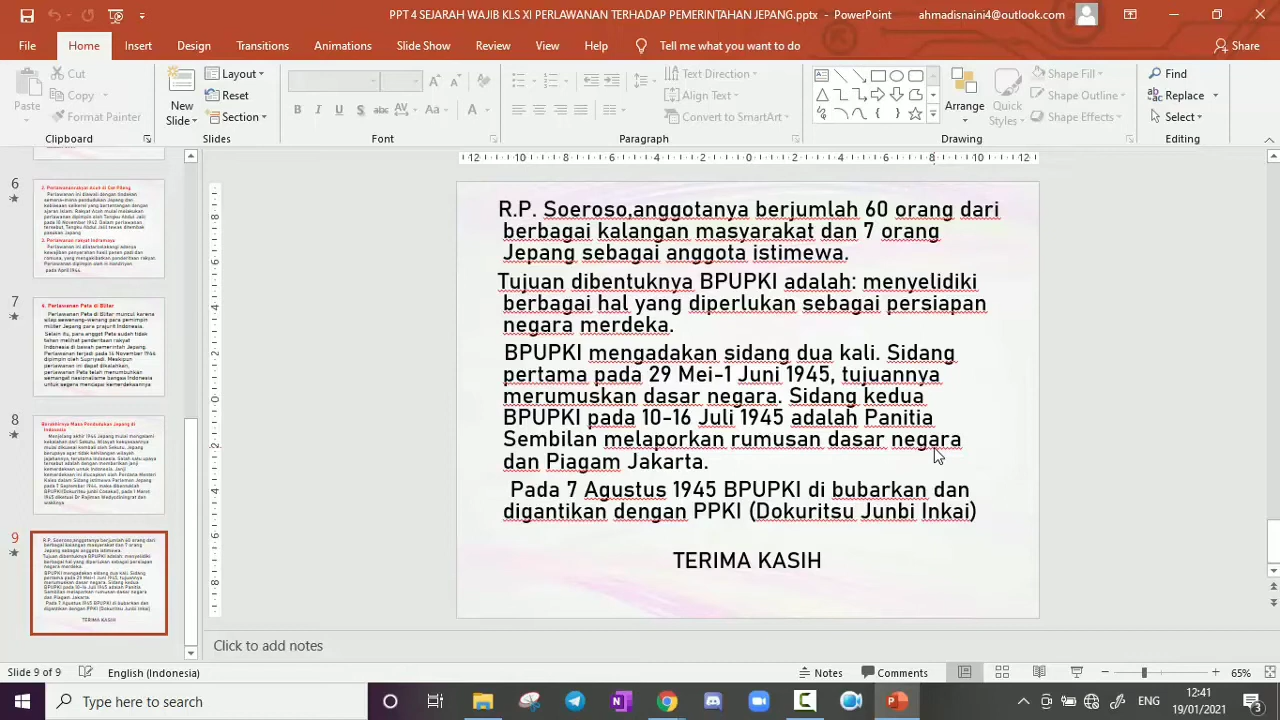 PPT 4 SEJARAH WAJIB KLS XI PERLAWANAN TERHADAP PEMERINTAHAN JEPANG.pptx - PowerPoint
ahmadisnaini4@outlook.com
File Home Insert Design Transitions Animations Slide Show Review View Help Tell me what you want to do Share
Paste
Cut
Copy
Format Painter
Clipboard
New
Slide
Layout
Reset
Section
Slides
Font
Text Direction
Align Text
Convert to SmartArt
Paragraph
Arrange
Quick
Styles
Shape Fill
Shape Outline
Shape Effects
Drawing
Find
Replace
Select
Editing
6
7
4. Perlawanan Peta di Blitar
8
9
R.P. Soeroso,anggotanya berjumlah 60 orang dari
berbagai kalangan masyarakat dan 7 orang
Jepang sebagai anggota istimewa.
Tujuan dibentuknya BPUPKI adalah: menyelidiki
berbagai hal yang diperlukan sebagai persiapan
negara merdeka.
BPUPKI mengadakan sidang dua kali. Sidang
pertama pada 29 Mei-1 Juni 1945, tujuannya
merumuskan dasar negara. Sidang kedua
BPUPKI pada 10-16 Juli 1945 adalah Panitia
Sembilan melaporkan rumusan dasar negara
dan Piagam Jakarta.
Pada 7 Agustus 1945 BPUPKI di bubarkan dan
digantikan dengan PPKI (Dokuritsu Junbi Inkai)
TERIMA KASIH
Click to add notes
Slide 9 of 9 English (Indonesia) Notes Comments 65%
Type here to search
ENG
12:41
19/01/2021